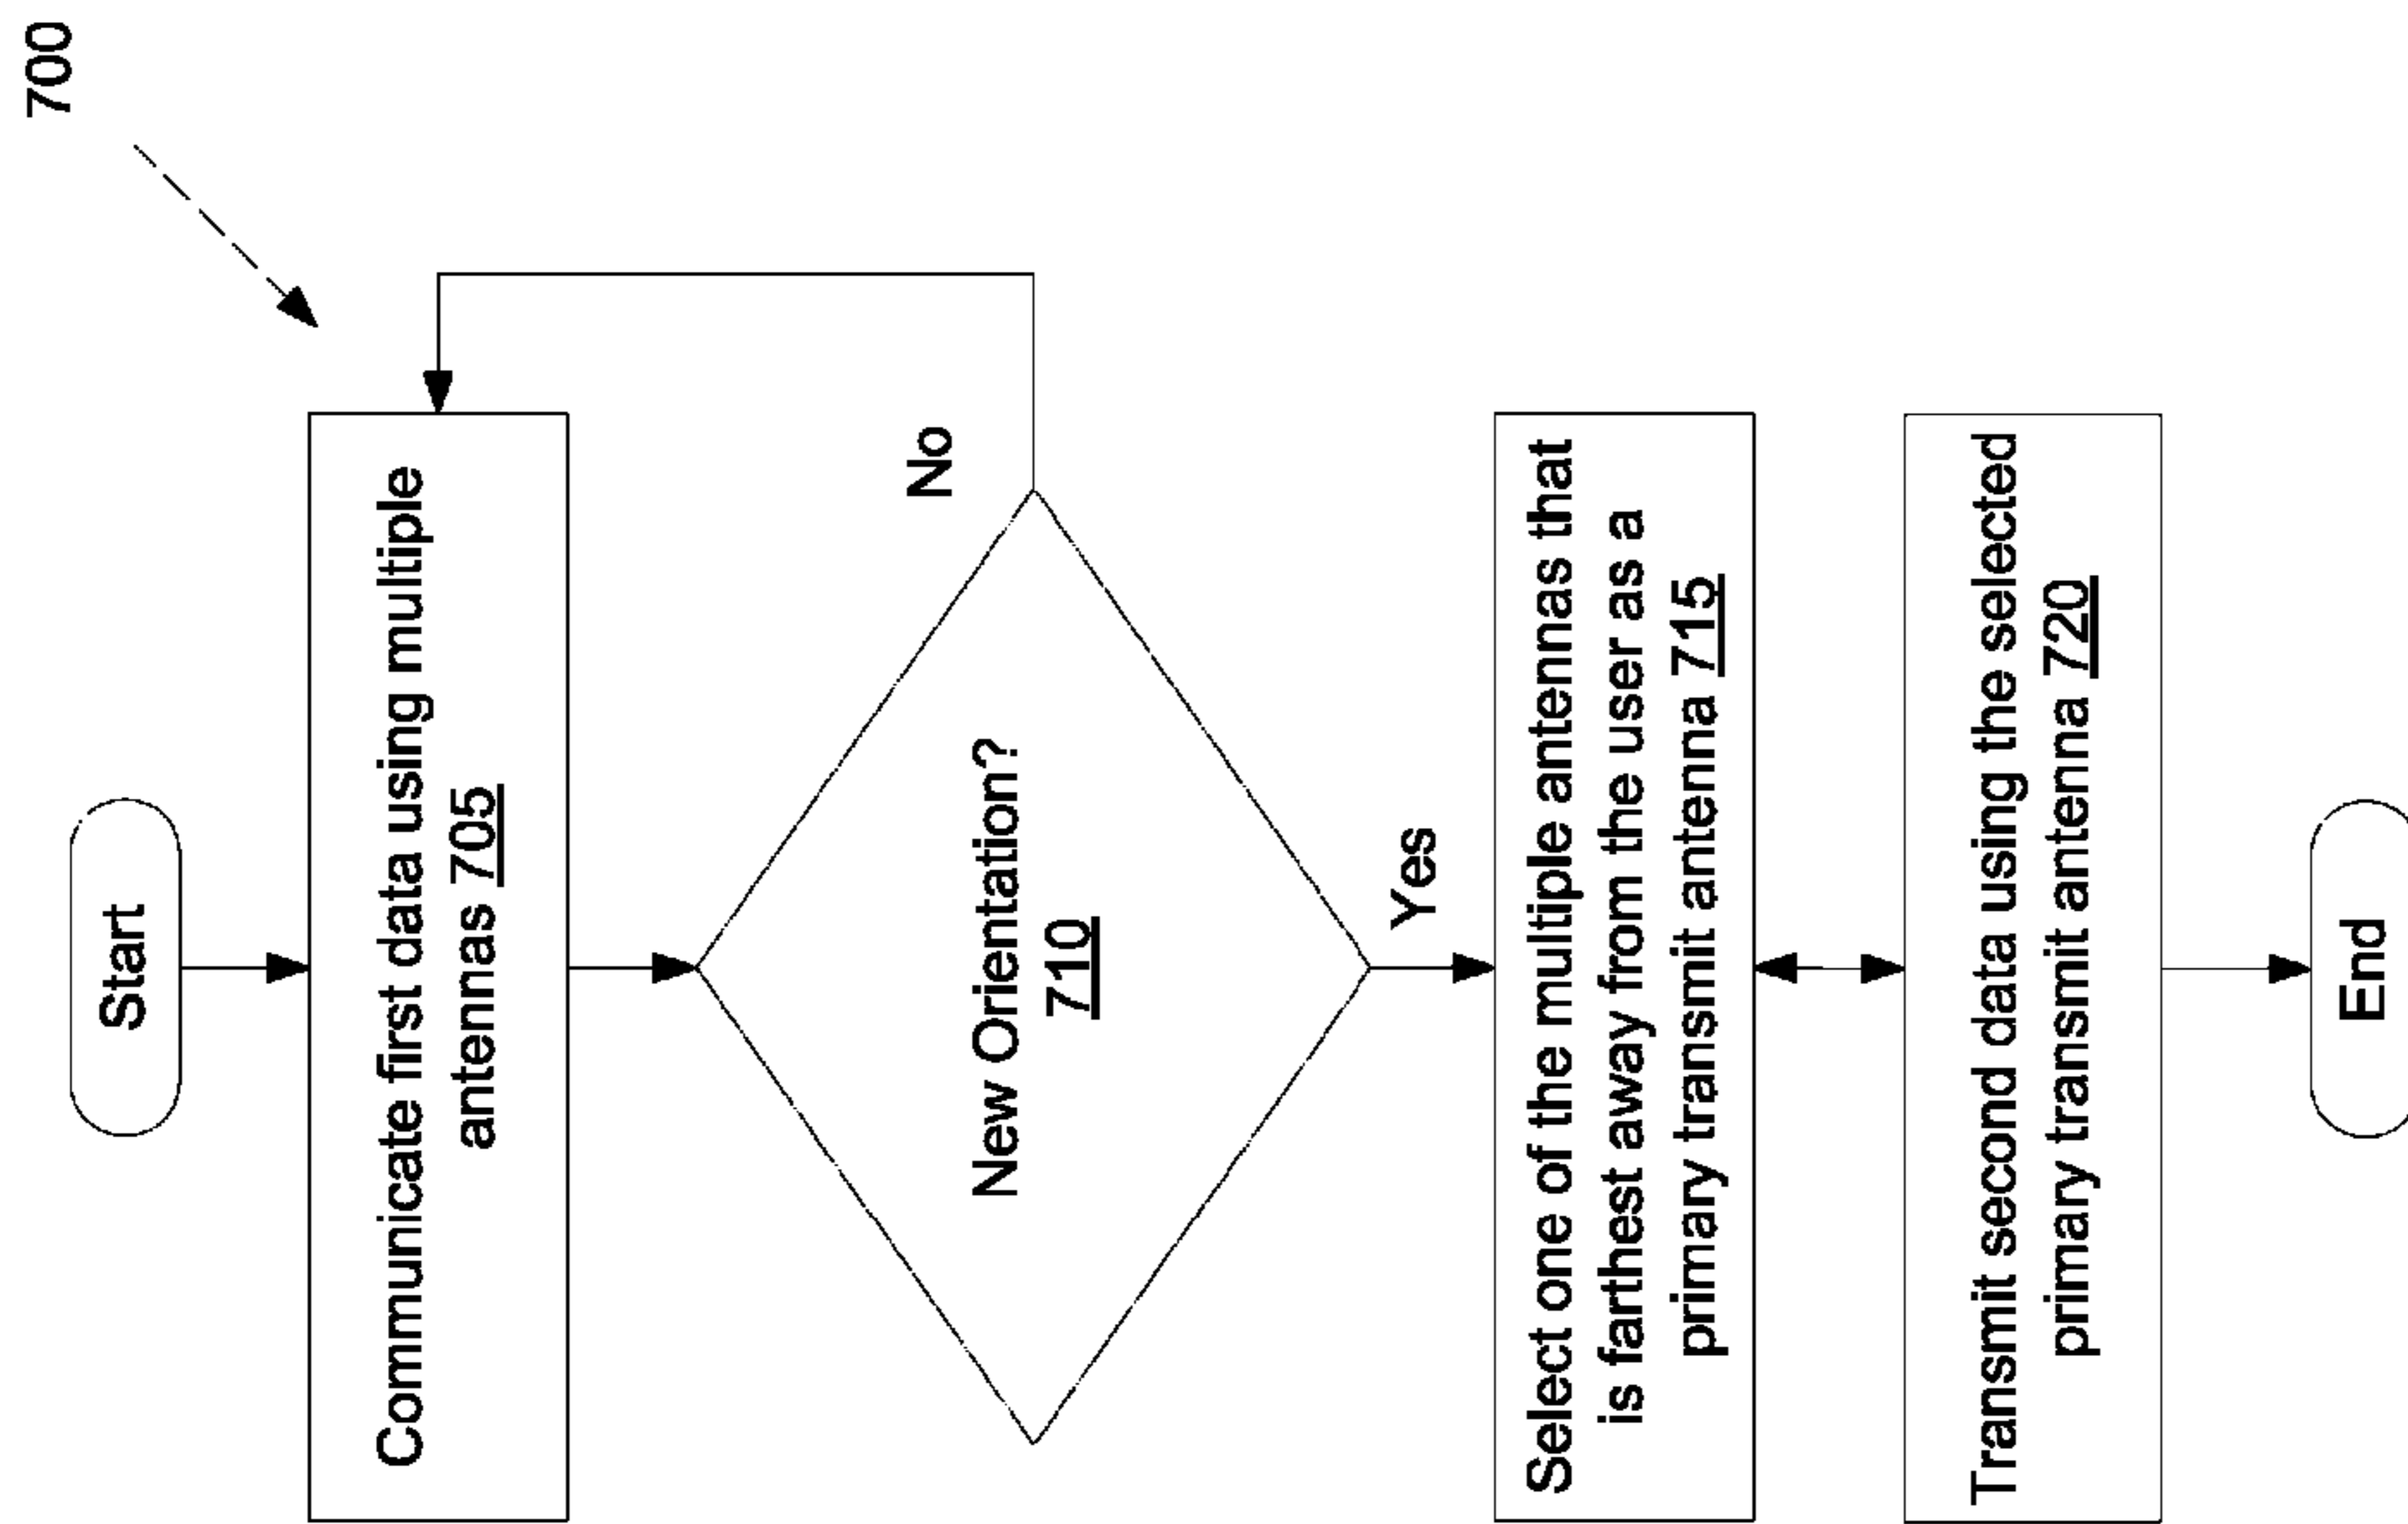 700
Start
Communicate first data using multiple
antennas 705
New Orientation?
710
No
Yes
Select one of the multiple antennas that
is farthest away from the user as a
primary transmit antenna 715
Transmit second data using the selected
primary transmit antenna 720
End